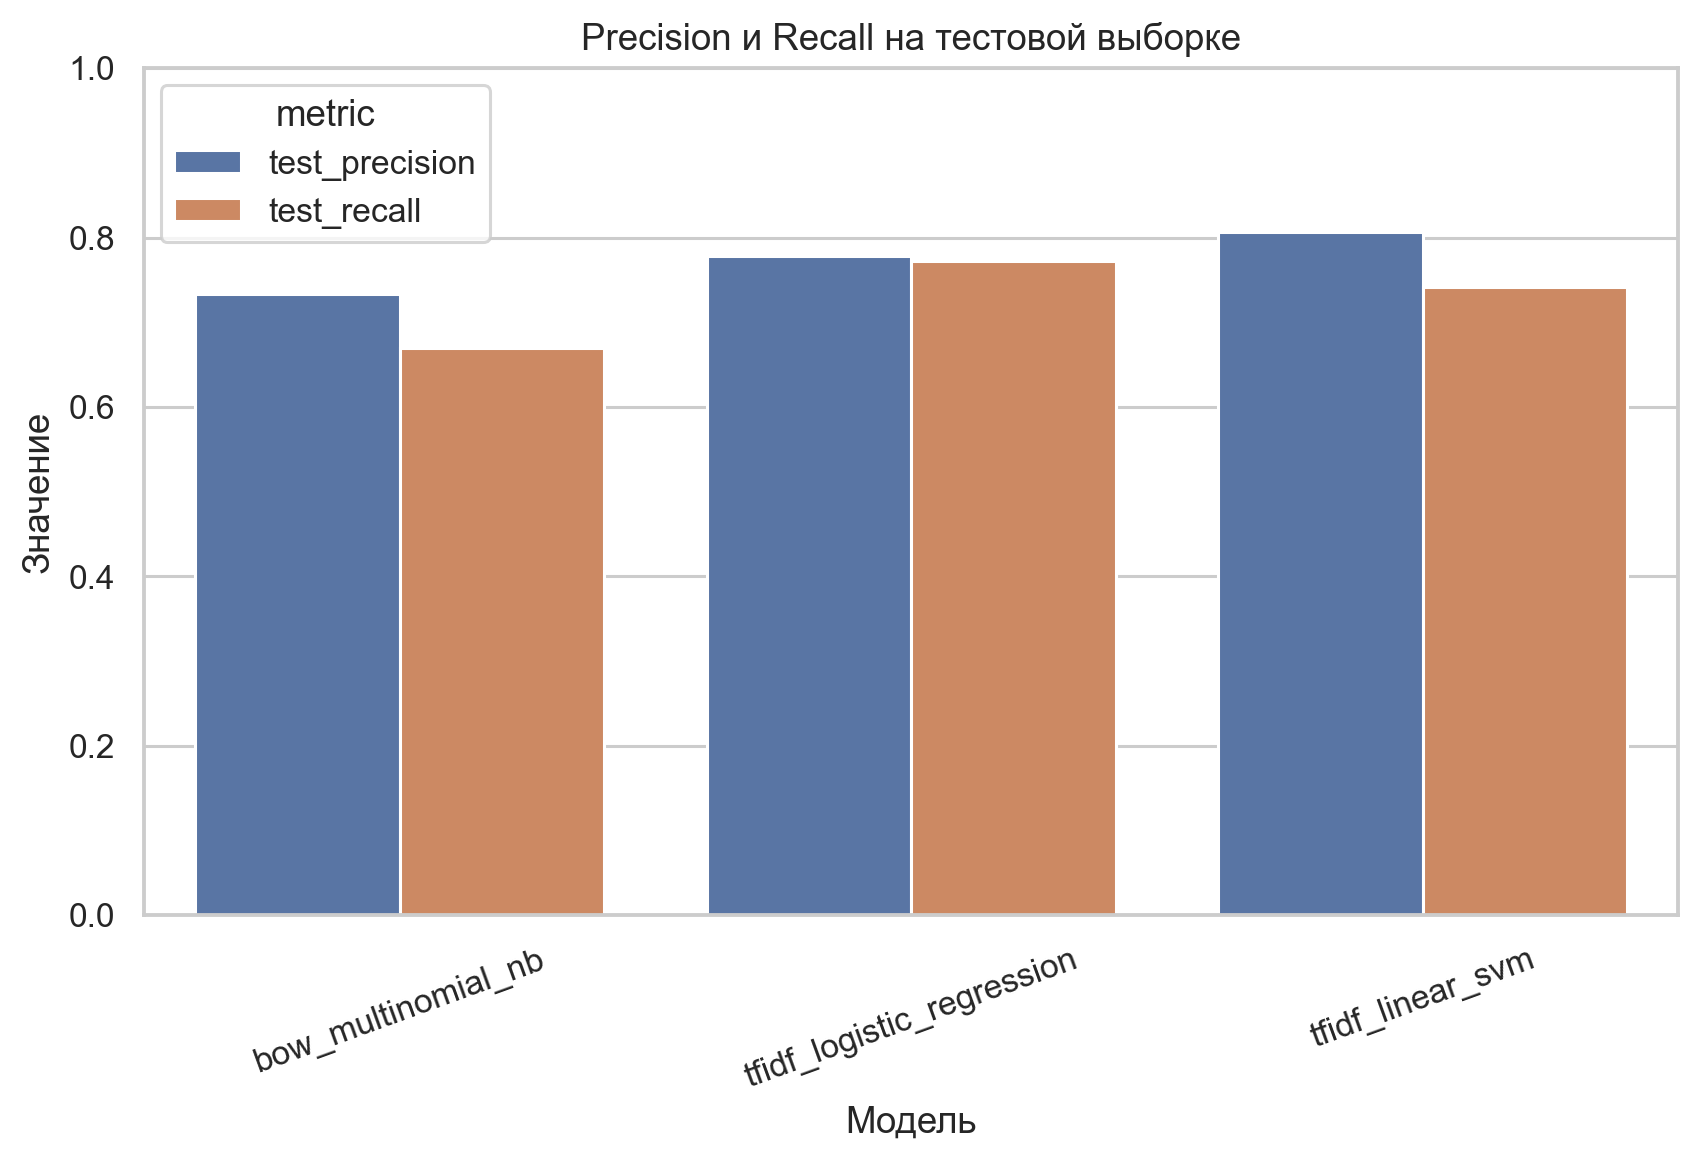 Precision и Recall на тестовой выборке
1.0
metric
test_precision
test_recall
0.8
0.6
Значение
0.4
0.2
0.0
bow_multinomial_nb
tfidf_logistic_regression
tfidf_linear_svm
Модель